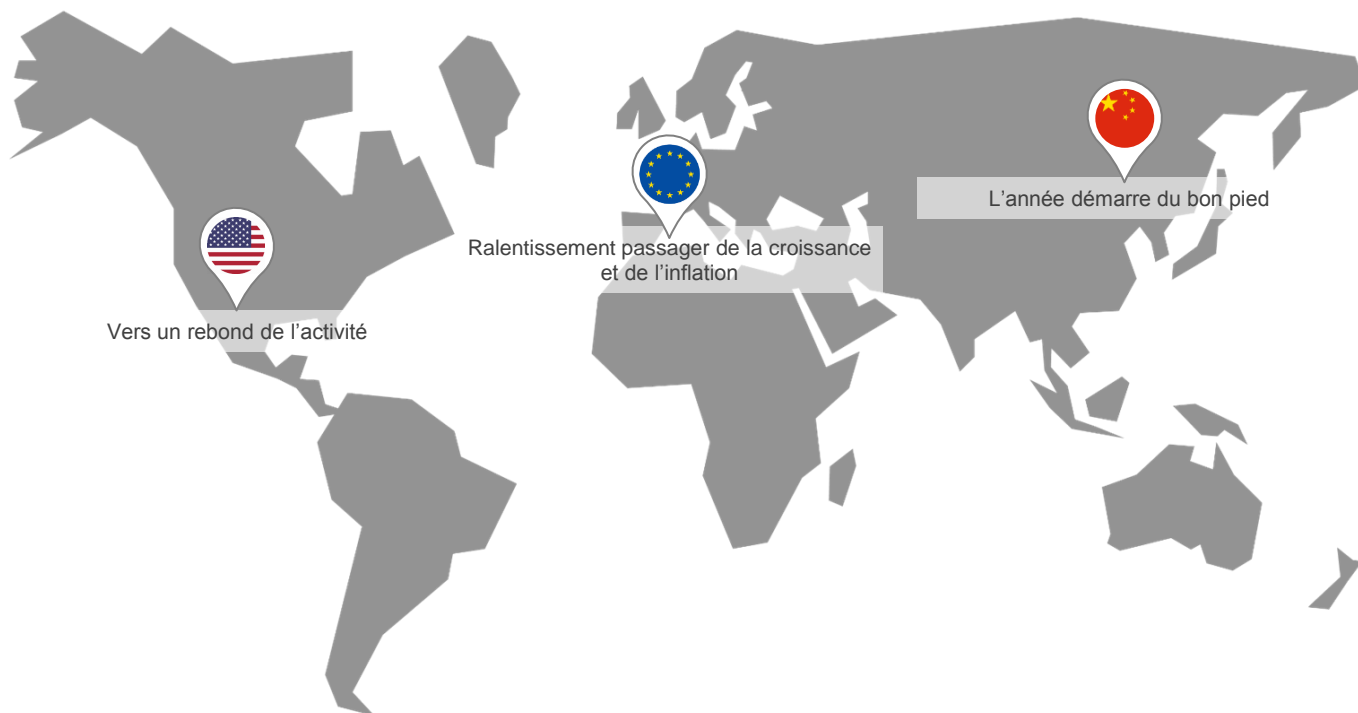 L’année démarre du bon pied
Ralentissement passager de la croissance
et de l’inflation
Vers un rebond de l’activité